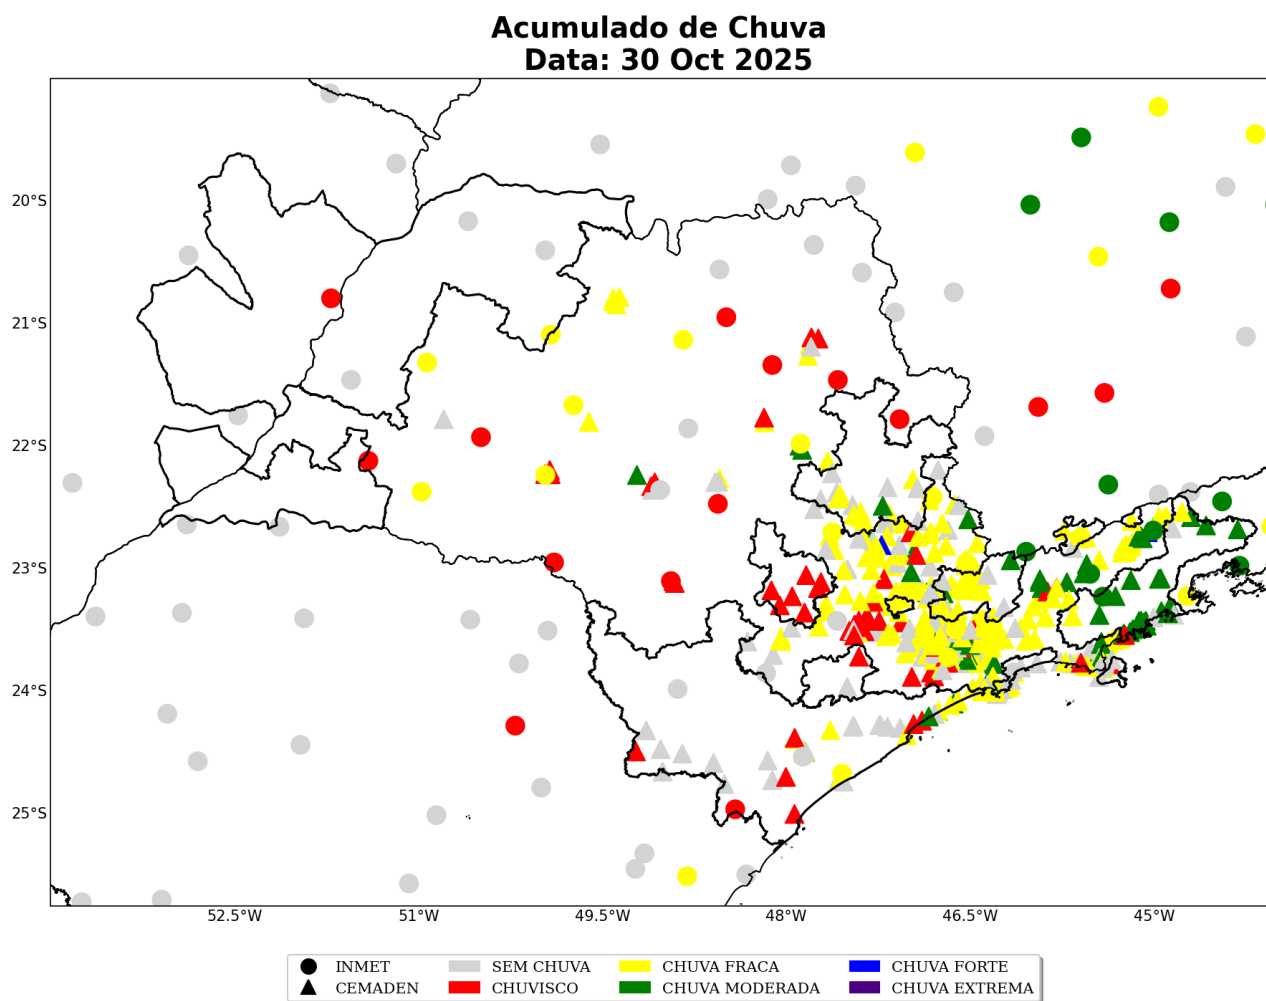 Acumulado de Chuva
Data: 30 Oct 2025
20°S
21°S
22°S
23°S
24°S
25°S
52.5°W 51°W 49.5°W 48°W 46.5°W 45°W
INMET SEM CHUVA CHUVA FRACA CHUVA FORTE
CEMADEN CHUVISCO CHUVA MODERADA CHUVA EXTREMA